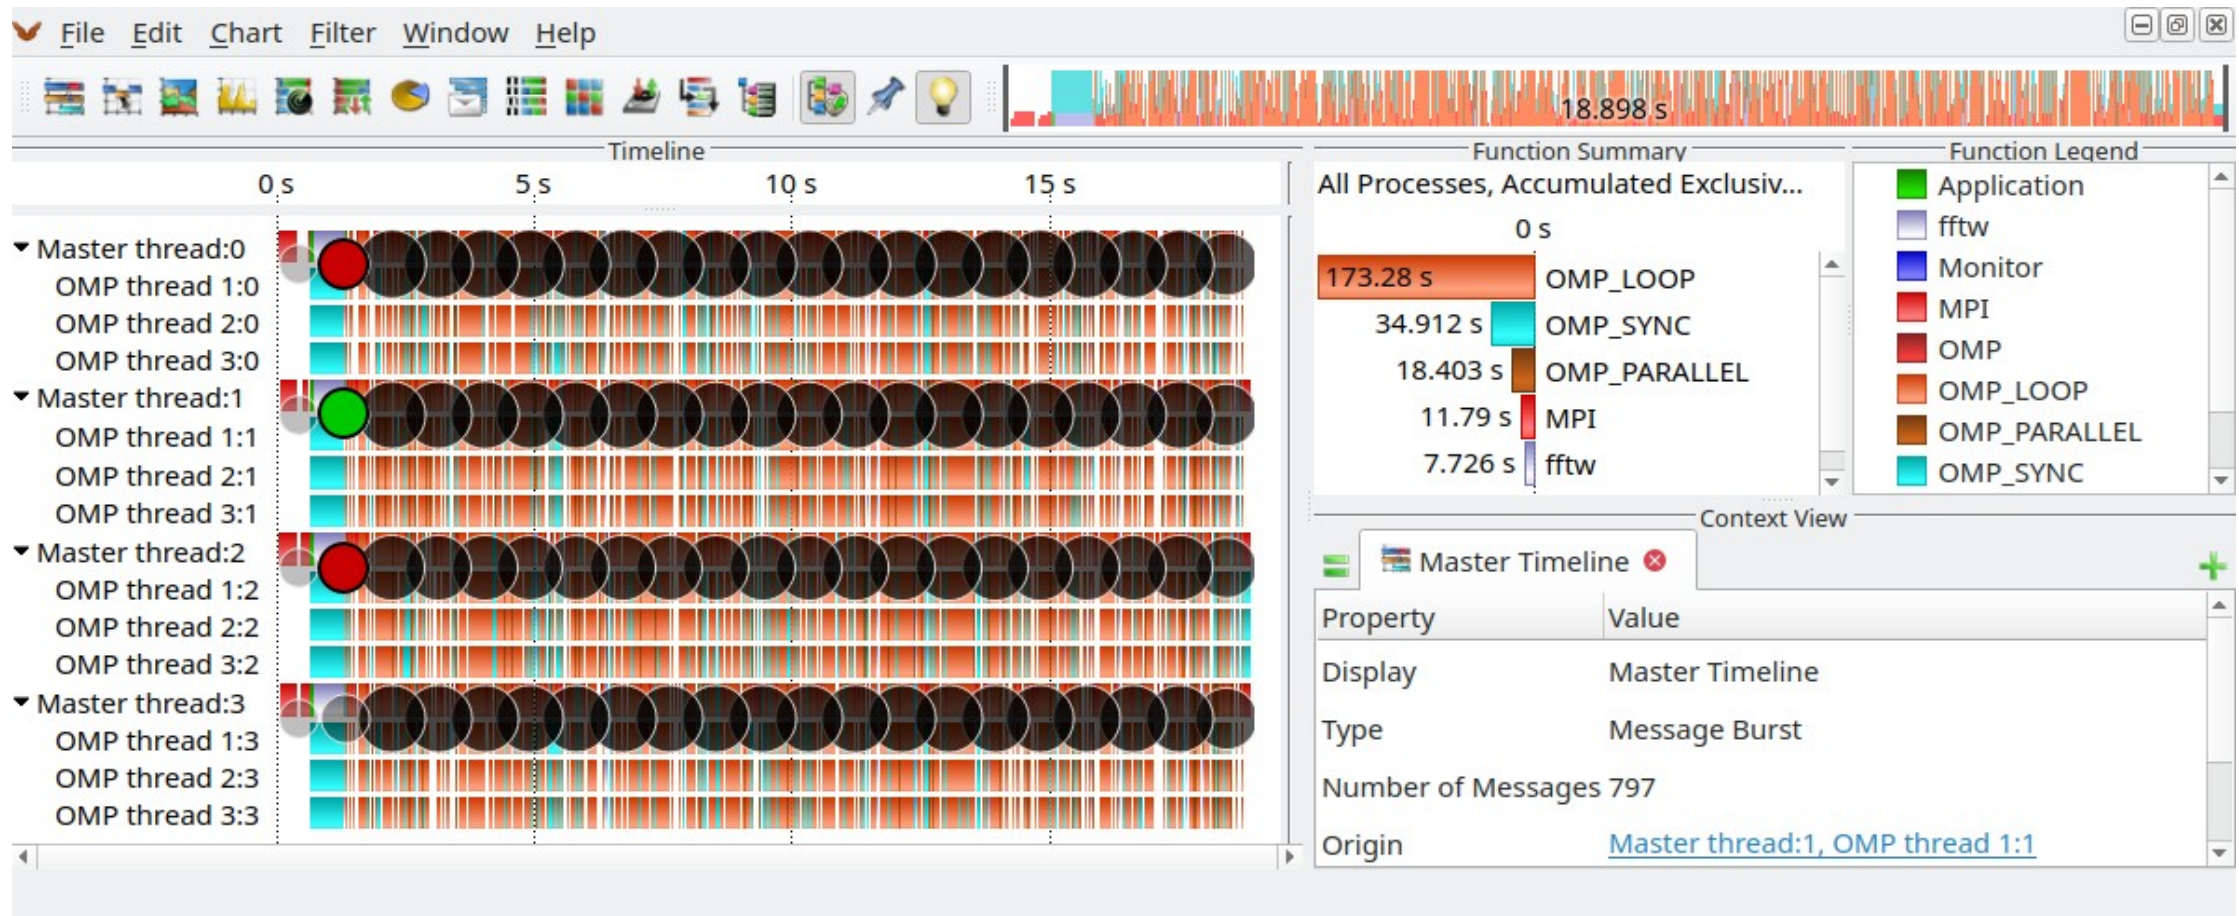 File Edit Chart Filter Window Help
18.898 s
Timeline
0 s 5 s 10 s 15 s
Master thread:0
OMP thread 1:0
OMP thread 2:0
OMP thread 3:0
Master thread:1
OMP thread 1:1
OMP thread 2:1
OMP thread 3:1
Master thread:2
OMP thread 1:2
OMP thread 2:2
OMP thread 3:2
Master thread:3
OMP thread 1:3
OMP thread 2:3
OMP thread 3:3
Function Summary
All Processes, Accumulated Exclusiv...
0 s
173.28 s OMP_LOOP
34.912 s OMP_SYNC
18.403 s OMP_PARALLEL
11.79 s MPI
7.726 s fftw
Function Legend
Application
fftw
Monitor
MPI
OMP
OMP_LOOP
OMP_PARALLEL
OMP_SYNC
Context View
Master Timeline
Property Value
Display Master Timeline
Type Message Burst
Number of Messages 797
Origin Master thread:1, OMP thread 1:1